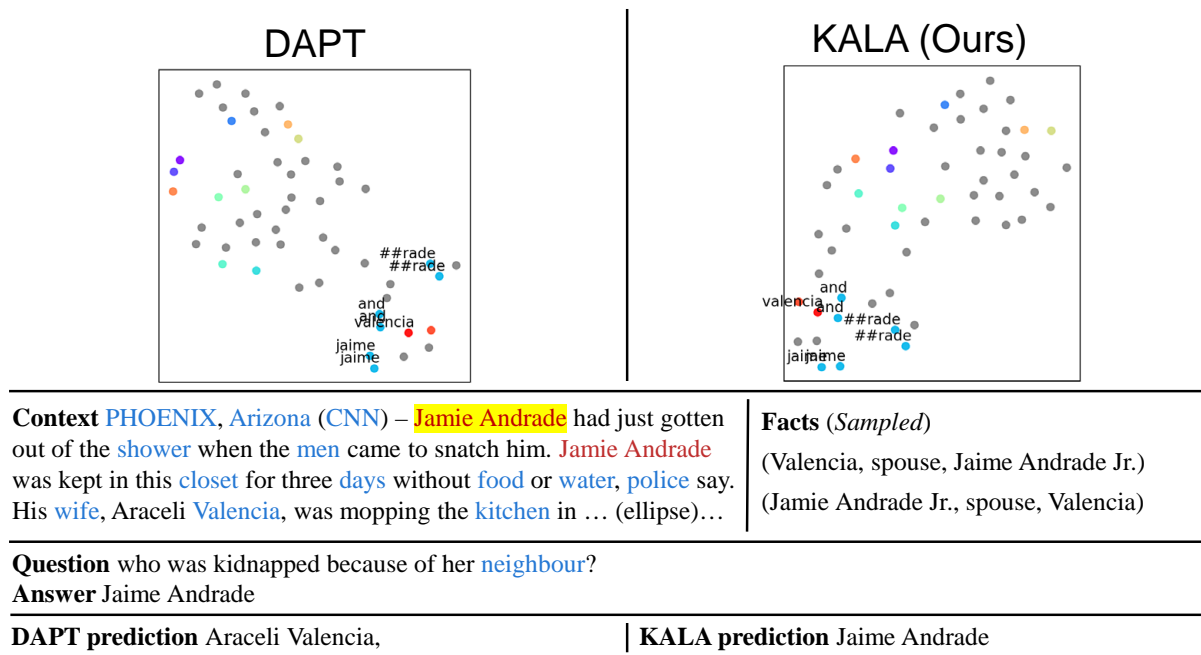 DAPT
KALA (Ours)
##rade
##rade
and
and
valencia
jaime
jaime
and
valencia
and
##rade
##rade
jaime
jaime
Context PHOENIX, Arizona (CNN) – Jamie Andrade had just gotten
out of the shower when the men came to snatch him. Jamie Andrade
was kept in this closet for three days without food or water, police say.
His wife, Araceli Valencia, was mopping the kitchen in … (ellipse)…
Facts (Sampled)
(Valencia, spouse, Jaime Andrade Jr.)
(Jamie Andrade Jr., spouse, Valencia)
Question who was kidnapped because of her neighbour?
Answer Jaime Andrade
DAPT prediction Araceli Valencia,
KALA prediction Jaime Andrade